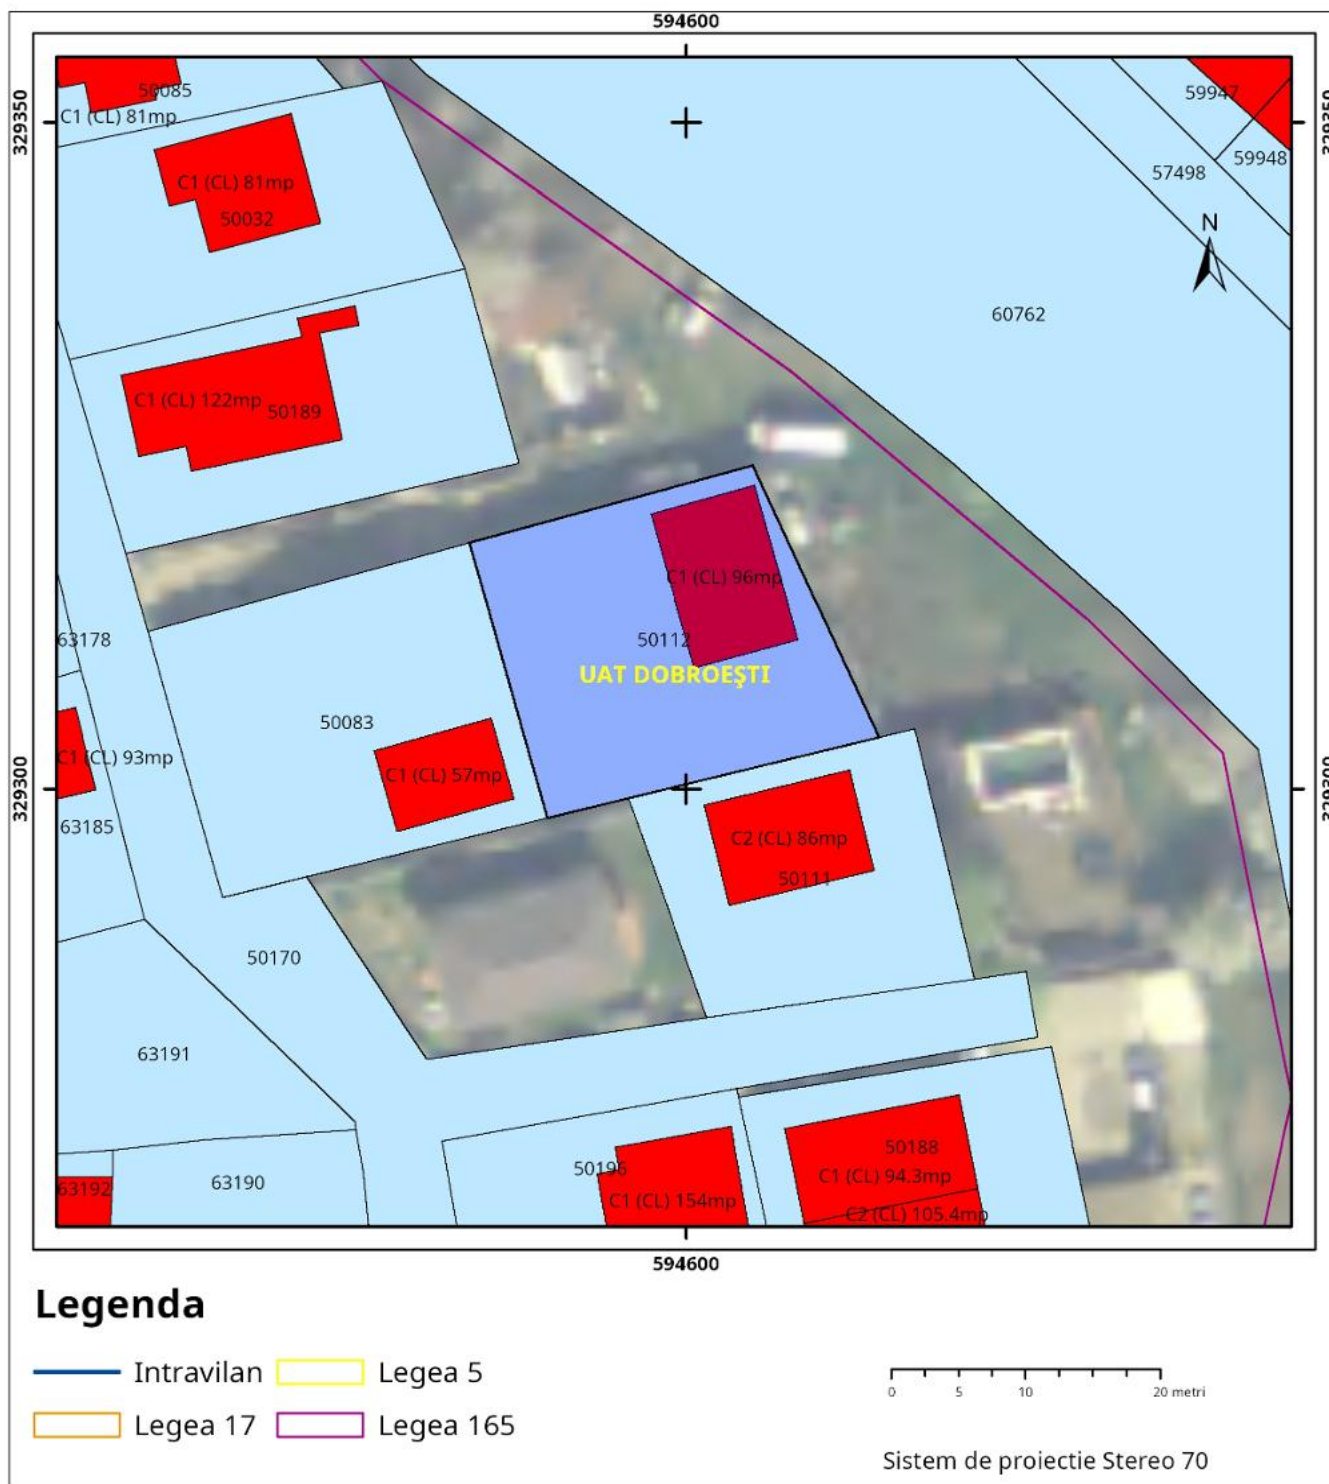 594600
329350
329350
50085
C1 (CL) 81mp
59947
59948
57498
C1 (CL) 81mp
50032
N
60762
C1 (CL) 122mp
50189
C1 (CL) 96mp
63178
50112
UAT DOBROEŞTI
50083
C1 (CL) 93mp
C1 (CL) 57mp
329300
329300
63185
C2 (CL) 86mp
50111
50170
63191
50188
50196
C1 (CL) 94.3mp
63192
63190
C1 (CL) 154mp
C2 (CL) 105.4mp
594600
Legenda
Intravilan
Legea 5
Legea 17
Legea 165
0 5 10 20 metri
Sistem de proiectie Stereo 70